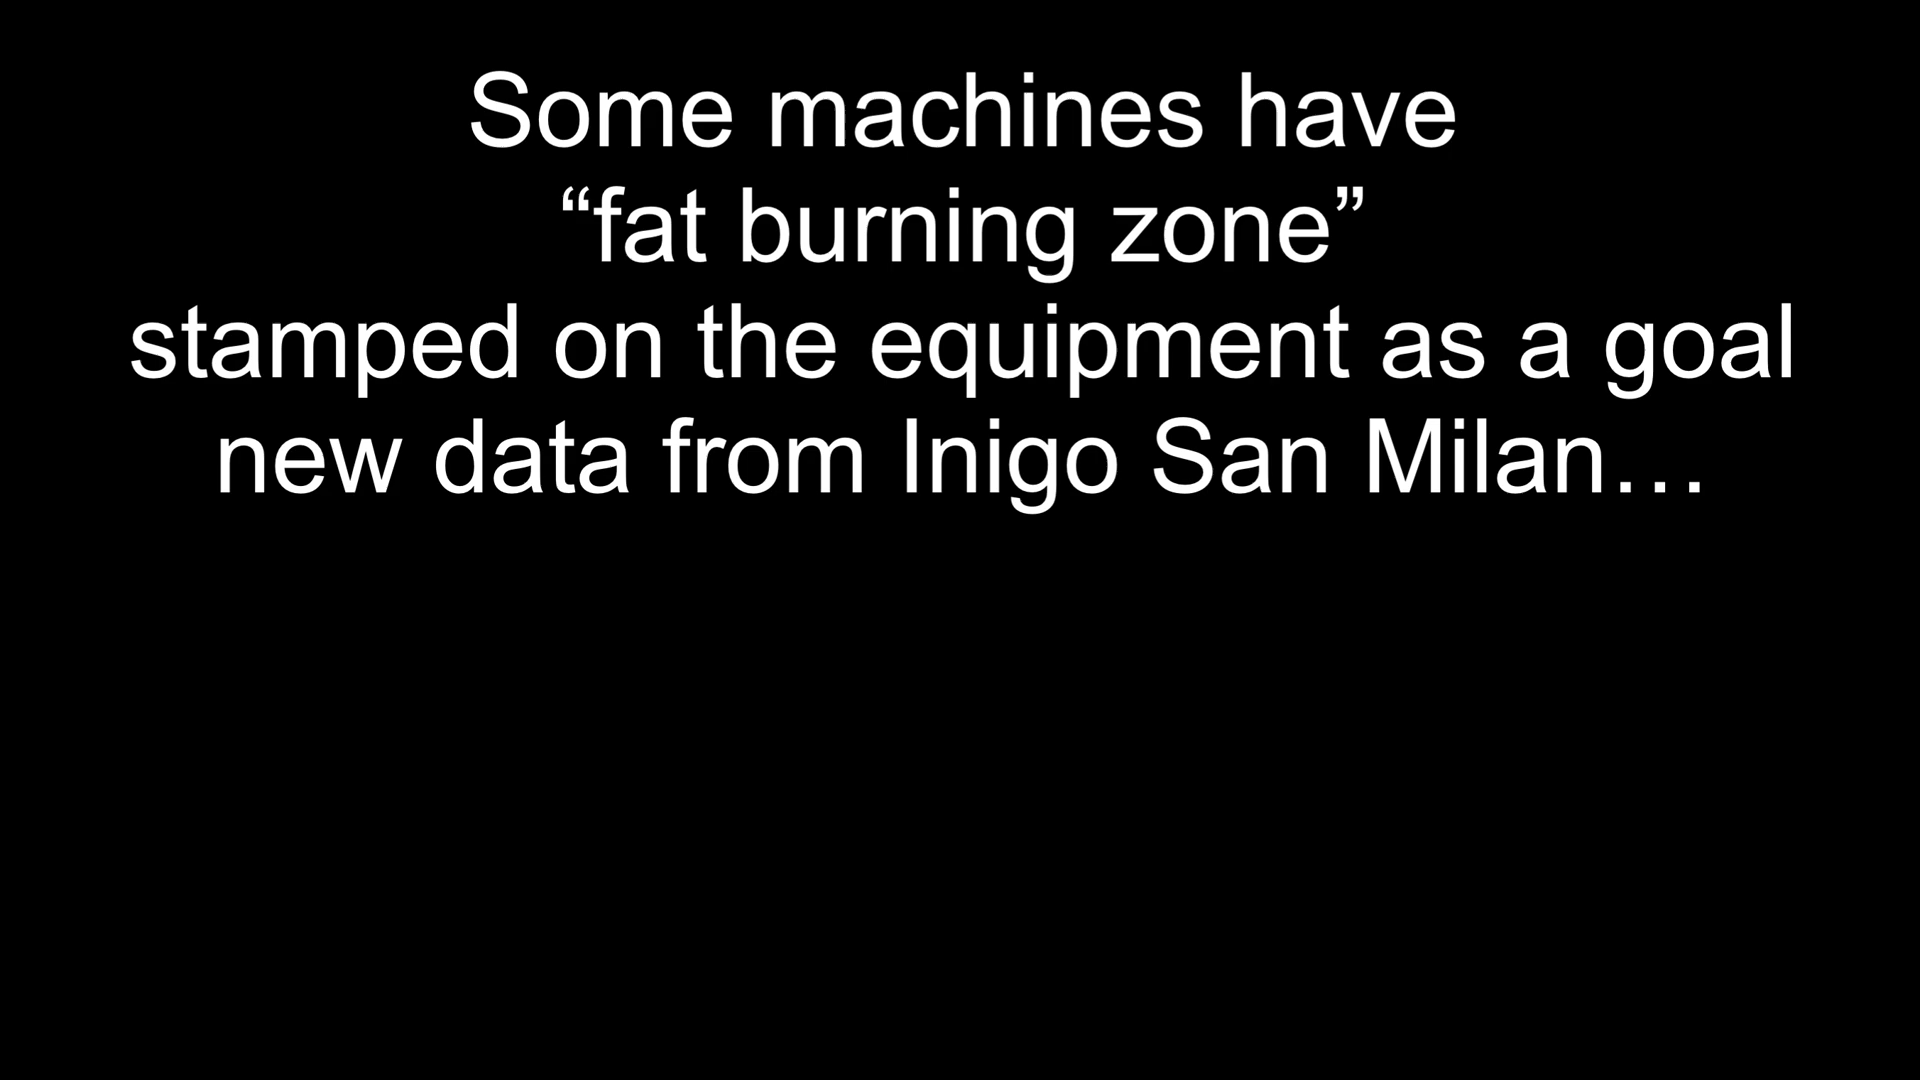 Some machines have
“fat burning zone”
stamped on the equipment as a goal
new data from Inigo San Milan…